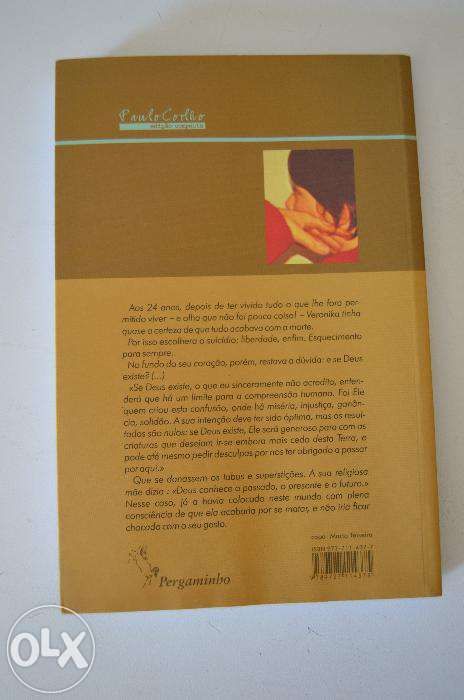 Paulo Coelho
Aos 24 anos, depois de ter vivido tudo o que lhe fora per-
mitido viver – e olha que não foi pouca coisa! – Veronika tinha
quase a certeza de que tudo acabava com a morte.
Por isso escolhera o suicídio: liberdade, enfim. Esquecimento
para sempre.
No fundo do seu coração, porém, restava a dúvida: e se Deus
existe? (...)
«Se Deus existe, o que eu sinceramente não acredito, enten-
derá que há um limite para a compreensão humana. Foi Ele
quem criou esta confusão, onde há miséria, injustiça, ganân-
cia, solidão. A sua intenção deve ter sido óptima, mas os resul-
tados são nulos: se Deus existe, Ele será generoso para com as
criaturas que desejam ir-se embora mais cedo desta Terra, e
pode até mesmo pedir desculpas por nos ter obrigado a passar
por aqui.»
Que se danassem os tabus e superstições. A sua religiosa
mãe dizia : «Deus conhece o passado, o presente e o futuro.»
Nesse caso, já a havia colocado neste mundo com plena
consciência de que ela acabaria por se matar, e não iria ficar
chocada com o seu gesto.
capa: Maria Teixeira
ISBN 972-711-
Pergaminho
OLX